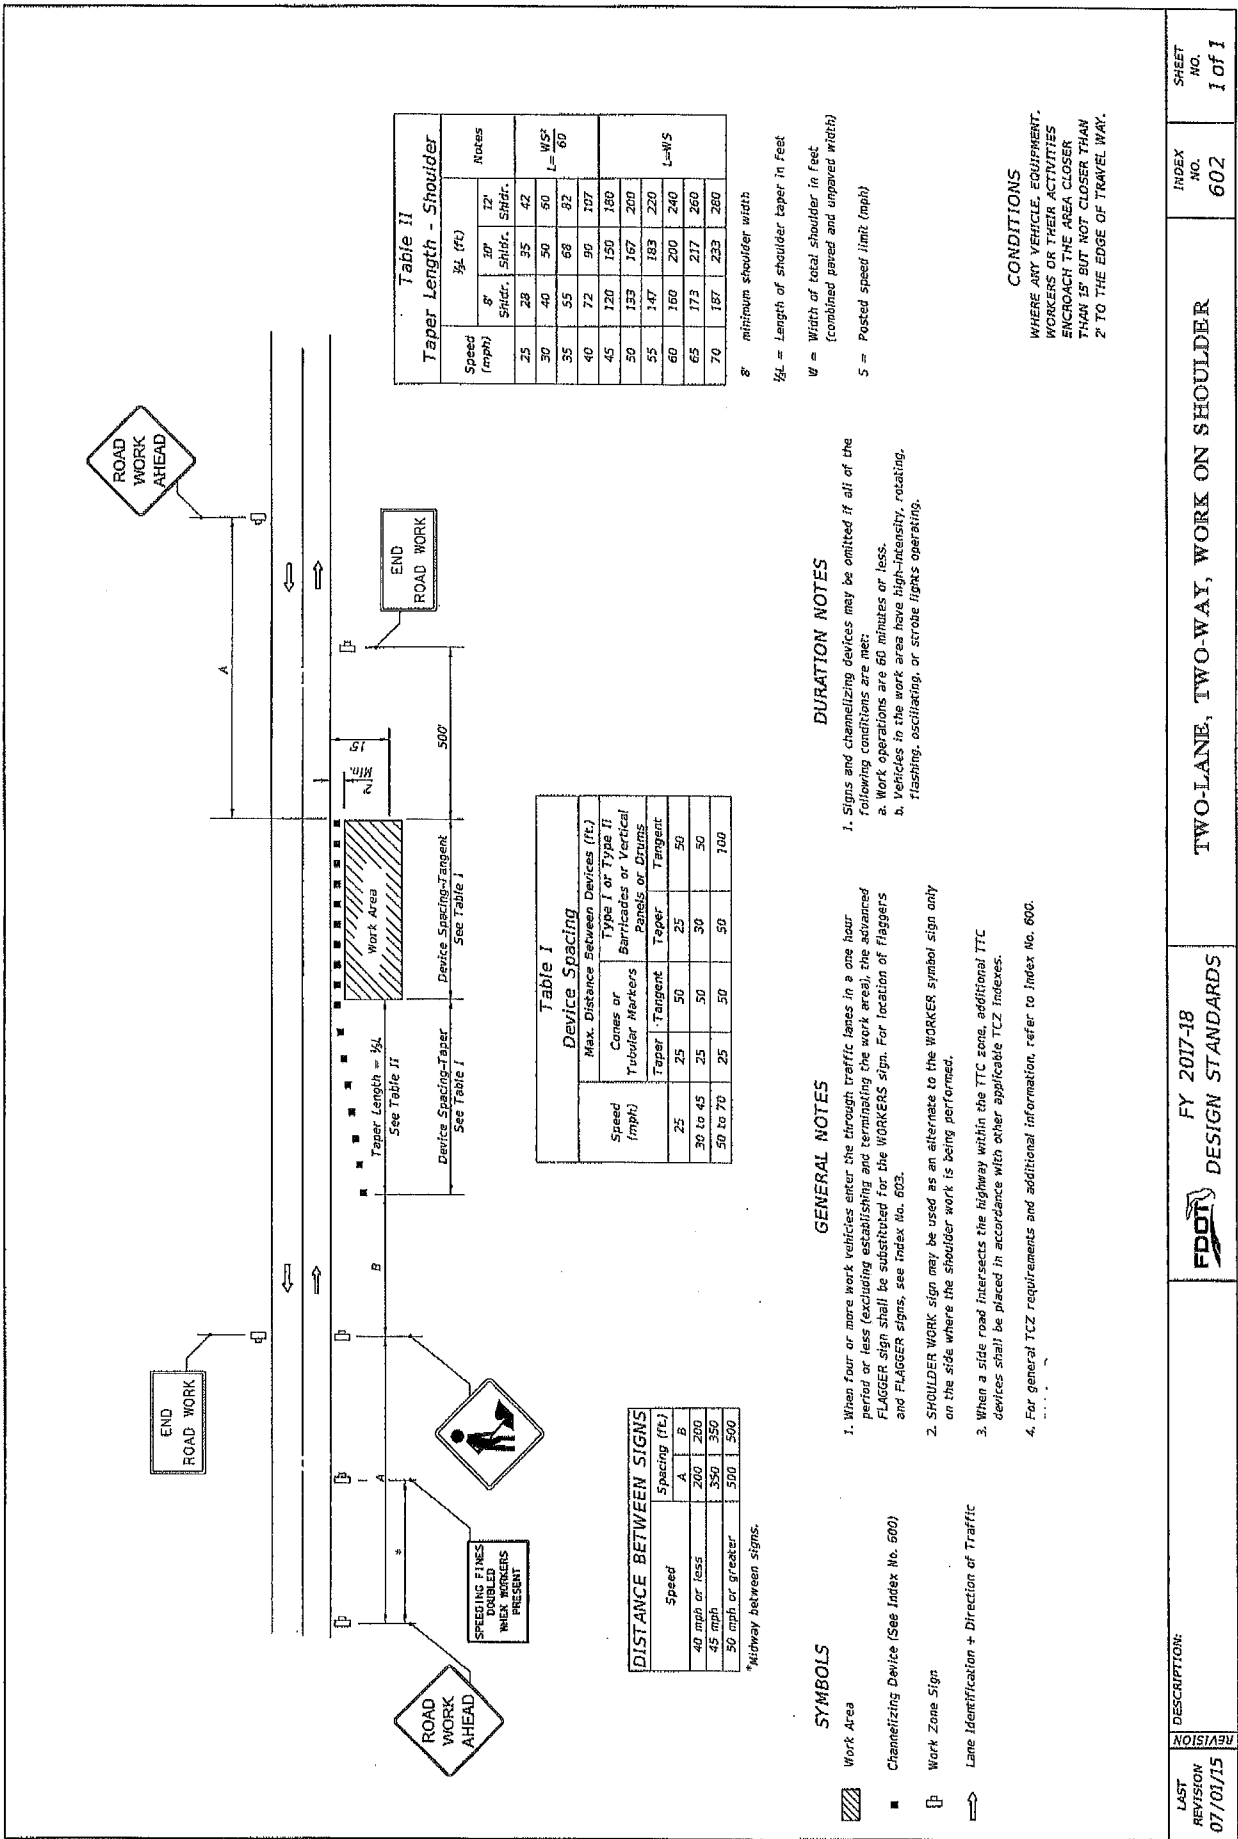 ROAD
WORK
AHEAD
SPEEDING FINES
DOUBLED
WHEN WORKERS
PRESENT
END
ROAD WORK
*
A
B
Taper Length = ⅓L
See Table II
Device Spacing-Taper
See Table I
Work Area
Device Spacing-Tangent
See Table I
2' Min.
15'
500'
A
END
ROAD WORK
ROAD
WORK
AHEAD
DISTANCE BETWEEN SIGNS
Speed Spacing (ft.)
A B
40 mph or less 200 200
45 mph 350 350
50 mph or greater 500 500
*Midway between signs.
Table I
Device Spacing
Speed (mph) Max. Distance Between Devices (ft.)
Cones or Tubular Markers Type I or Type II Barricades or Vertical Panels or Drums
Taper Tangent Taper Tangent
25 25 50 25 50
30 to 45 25 50 30 50
50 to 70 25 50 50 100
Table II
Taper Length - Shoulder
Speed (mph) ⅓L (ft) Notes
8' Shldr. 10' Shldr. 12' Shldr.
25 28 35 42
30 40 50 60
35 55 68 82
40 72 90 107
L= WS²/60
45 120 150 180
50 133 167 200
55 147 183 220
60 160 200 240
65 173 217 260
70 187 233 280
L=WS
8' minimum shoulder width
⅓L = Length of shoulder taper in feet
W = Width of total shoulder in feet
(combined paved and unpaved width)
S = Posted speed limit (mph)
SYMBOLS
Work Area
Channelizing Device (See Index No. 600)
Work Zone Sign
Lane Identification + Direction of Traffic
GENERAL NOTES
1. When four or more work vehicles enter the through traffic lanes in a one hour
period or less (excluding establishing and terminating the work area), the advanced
FLAGGER sign shall be substituted for the WORKERS sign. For location of flaggers
and FLAGGER signs, see Index No. 603.
2. SHOULDER WORK sign may be used as an alternate to the WORKER symbol sign only
on the side where the shoulder work is being performed.
3. When a side road intersects the highway within the TTC zone, additional TTC
devices shall be placed in accordance with other applicable TCZ Indexes.
4. For general TCZ requirements and additional information, refer to Index No. 600.
DURATION NOTES
1. Signs and channelizing devices may be omitted if all of the
following conditions are met:
a. Work operations are 60 minutes or less.
b. Vehicles in the work area have high-intensity, rotating,
flashing, oscillating, or strobe lights operating.
CONDITIONS
WHERE ANY VEHICLE, EQUIPMENT,
WORKERS OR THEIR ACTIVITIES
ENCROACH THE AREA CLOSER
THAN 15' BUT NOT CLOSER THAN
2' TO THE EDGE OF TRAVEL WAY.
LAST
REVISION
07/01/15
REVISION
DESCRIPTION:
FDOT
FY 2017-18
DESIGN STANDARDS
TWO-LANE, TWO-WAY, WORK ON SHOULDER
INDEX
NO.
602
SHEET
NO.
1 of 1